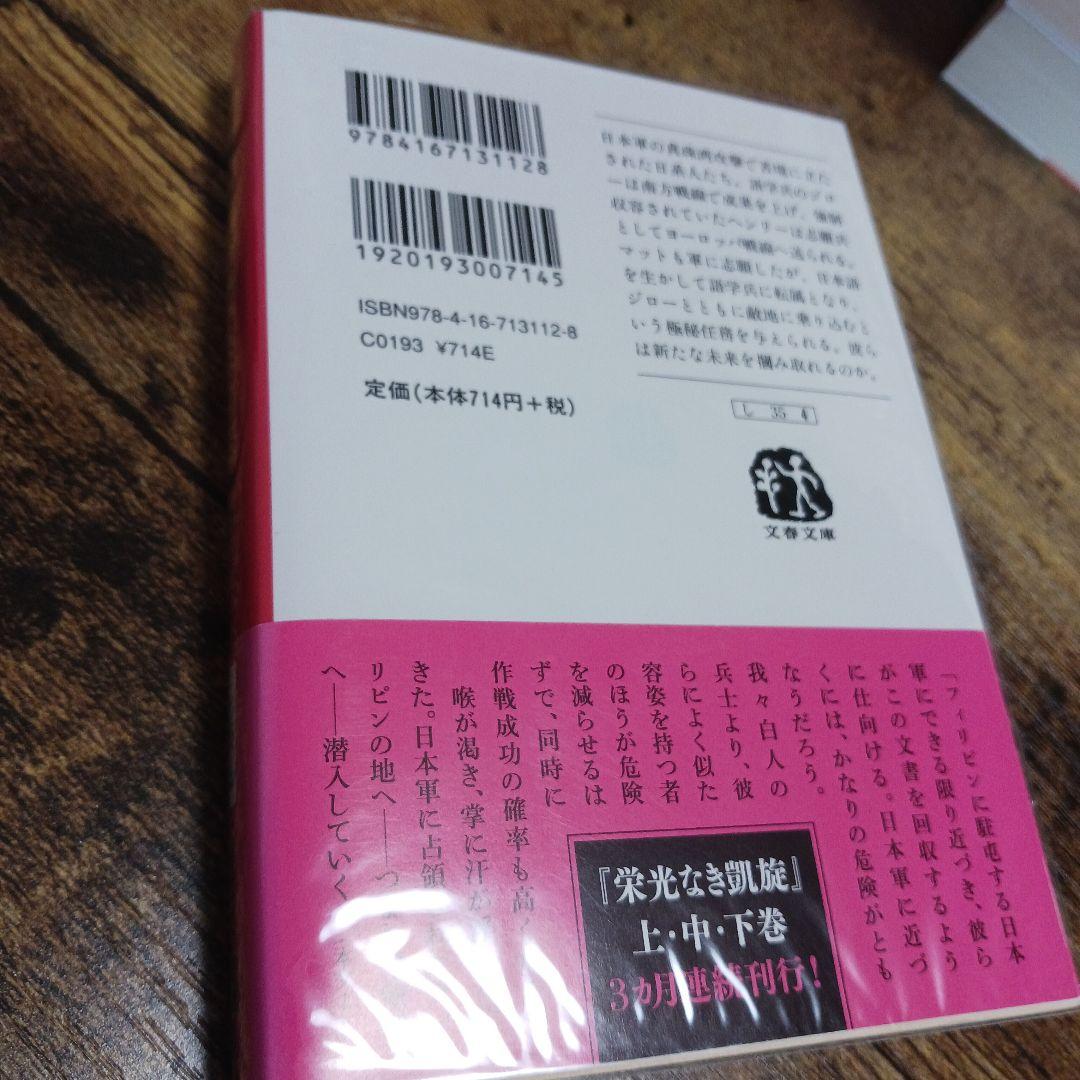 9784167131128
1920193007145
ISBN978-4-16-713112-8
C0193 ¥714E
定価(本体714円+税)
日本軍の真珠湾攻撃で苦境に立た
された日系人たち。語学兵のジロ
ーは南方戦線で成果を上げ、強制
収容されていたヘンリーは志願兵
としてヨーロッパ戦線へ送られる。
マットも軍に志願したが、日本語
を生かして語学兵に転属となり、
ジローとともに敵地に乗り込むと
いう極秘任務を与えられる。彼ら
は新たな未来を摑み取れるのか。
し 35 4
文春文庫
「フィリピンに駐屯する日本
軍にできる限り近づき、彼ら
がこの文書を回収するよう
に仕向ける。日本軍に近づ
くには、かなりの危険がとも
なうだろう。
我々白人の
兵士より、彼
らによく似た
容姿を持つ者
のほうが危険
を減らせるは
ずで、同時に
作戦成功の確率も高
喉が渇き、掌に汗が
きた。日本軍に占領
リピンの地へ――つ
へ――潜入していく
『栄光なき凱旋』
上・中・下巻
3カ月連続刊行!